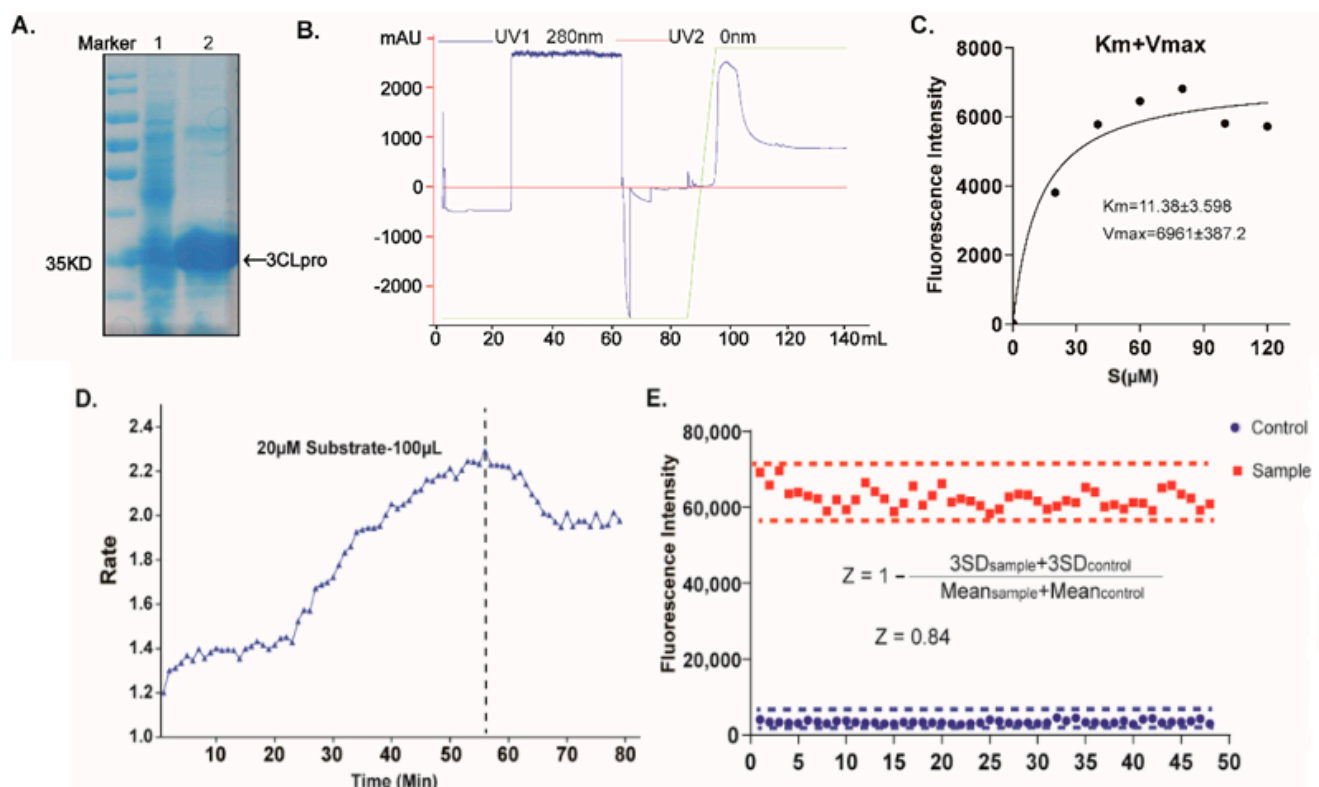 A.
Marker 1 2
35KD
←3CLpro
B.
mAU
UV1 280nm UV2 0nm
2000
1000
0
-1000
-2000
0 20 40 60 80 100 120 140mL
C.
Km+Vmax
Fluorescence Intensity
8000
6000
4000
2000
0
Km=11.38±3.598
Vmax=6961±387.2
0 30 60 90 120
S(µM)
D.
20µM Substrate-100µL
Rate
2.4
2.2
2.0
1.8
1.6
1.4
1.2
1.0
10 20 30 40 50 60 70 80
Time (Min)
E.
Control
Sample
Fluorescence Intensity
80,000
60,000
40,000
20,000
0
Z = 1 - 3SDsample+3SDcontrol
Meansample+Meancontrol
Z = 0.84
0 5 10 15 20 25 30 35 40 45 50